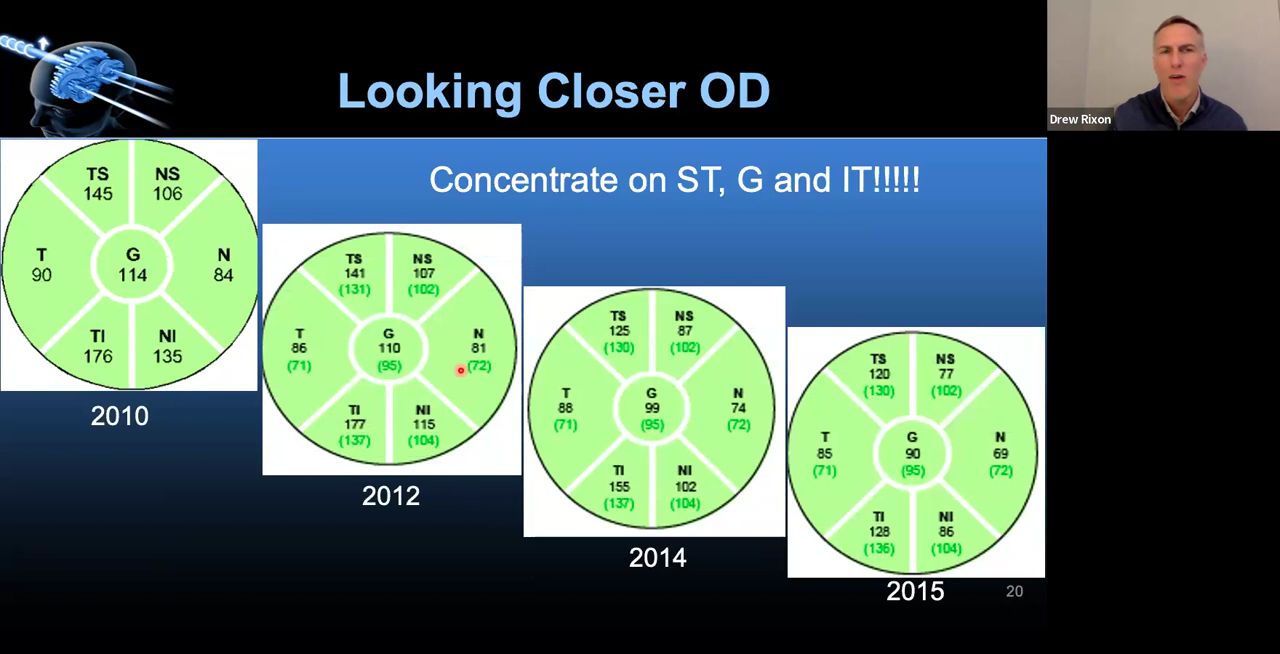 Looking Closer OD
Drew Rixon
Concentrate on ST, G and IT!!!!!
TS
145
NS
106
T
90
G
114
N
84
TI
176
NI
135
2010
TS
141
(131)
NS
107
(102)
T
86
(71)
G
110
(95)
N
81
(72)
TI
177
(137)
NI
115
(104)
2012
TS
125
(130)
NS
87
(102)
T
88
(71)
G
99
(95)
N
74
(72)
TI
155
(137)
NI
102
(104)
2014
TS
120
(130)
NS
77
(102)
T
85
(71)
G
90
(95)
N
69
(72)
TI
128
(136)
NI
86
(104)
2015
20